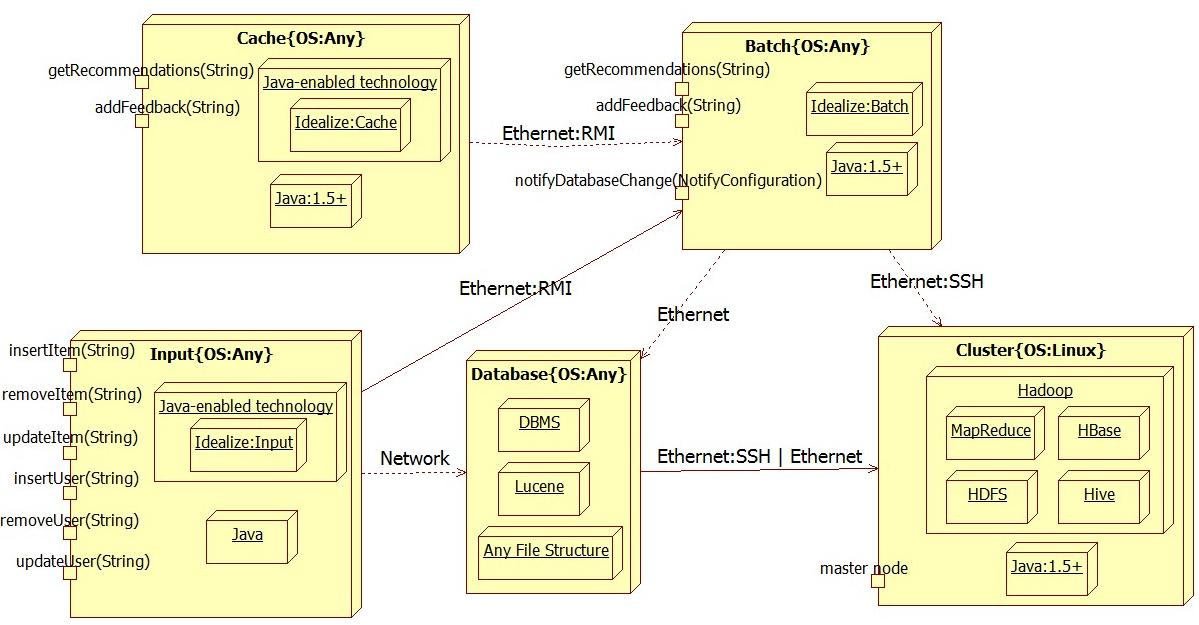 Cache{OS:Any}
getRecommendations(String)
addFeedback(String)
Java-enabled technology
Idealize:Cache
Java:1.5+
Ethernet:RMI
Batch{OS:Any}
getRecommendations(String)
addFeedback(String)
notifyDatabaseChange(NotifyConfiguration)
Idealize:Batch
Java:1.5+
Ethernet:RMI
Ethernet
Ethernet:SSH
Input{OS:Any}
insertItem(String)
removeItem(String)
updateItem(String)
insertUser(String)
removeUser(String)
updateUser(String)
Java-enabled technology
Idealize:Input
Java
Network
Database{OS:Any}
DBMS
Lucene
Any File Structure
Ethernet:SSH | Ethernet
Cluster{OS:Linux}
Hadoop
MapReduce
HBase
HDFS
Hive
master node
Java:1.5+